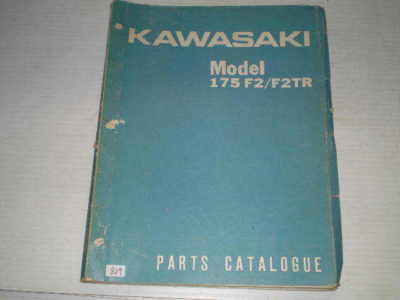 KAWASAKI
Model
175 F2/F2TR
PARTS CATALOGUE